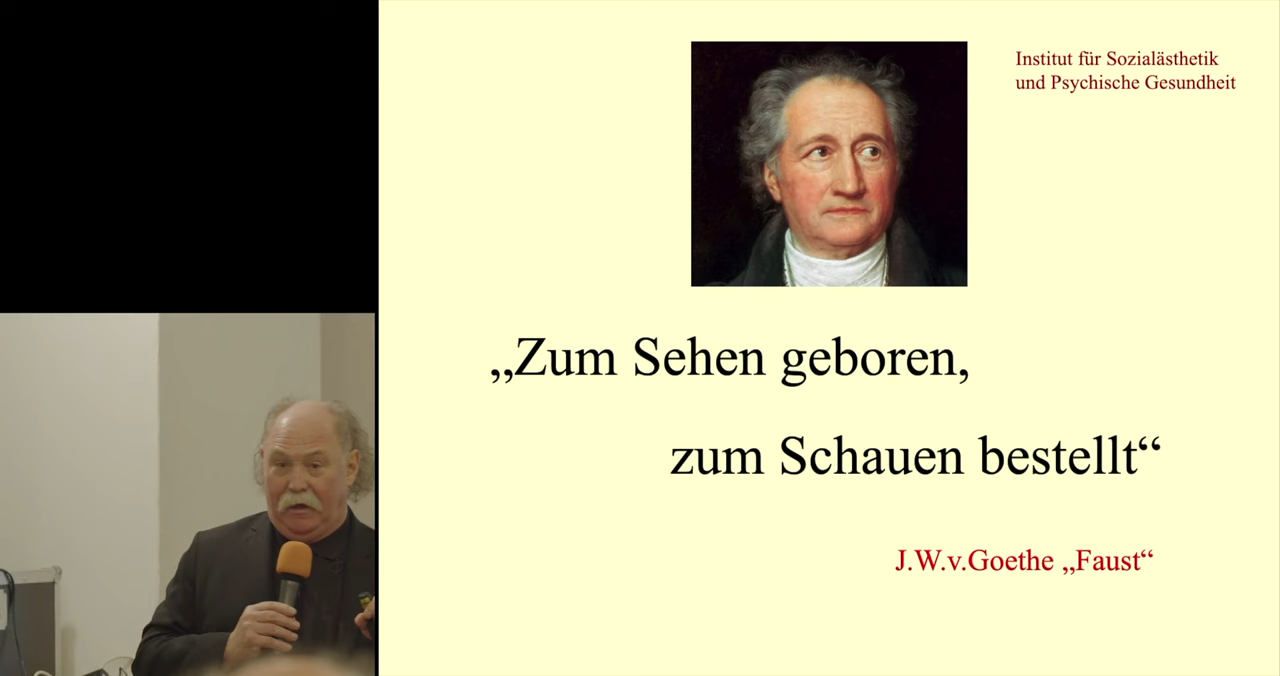 Institut für Sozialästhetik
und Psychische Gesundheit
„Zum Sehen geboren,
zum Schauen bestellt“
J.W.v.Goethe „Faust“